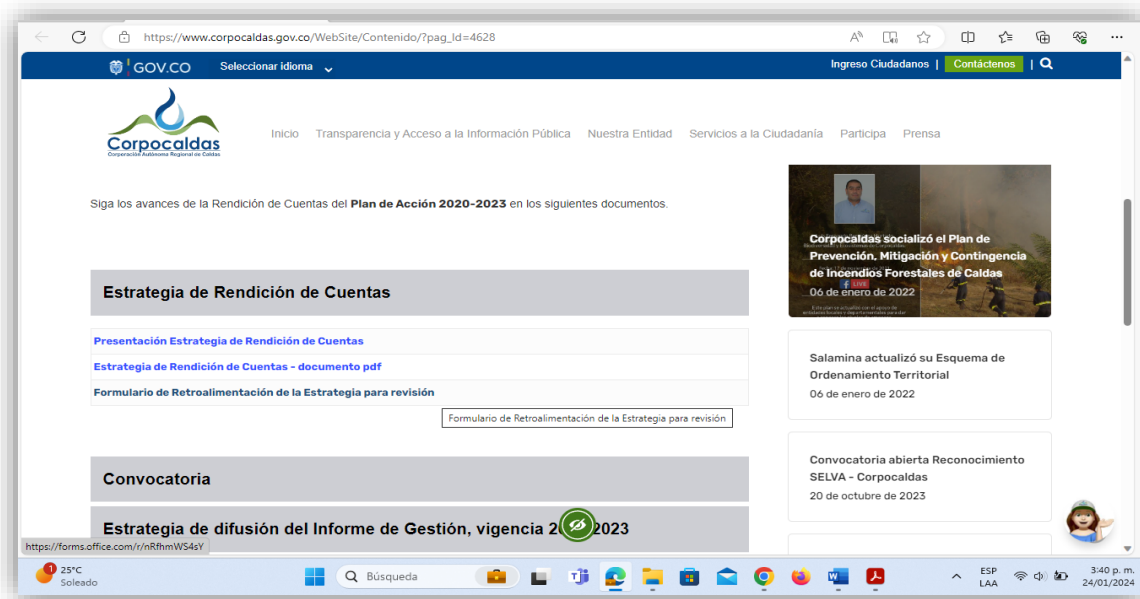 https://www.corpocaldas.gov.co/WebSite/Contenido/?pag_Id=4628
GOV.CO
Seleccionar idioma
Ingreso Ciudadanos |
Contáctenos
|
Corpocaldas
Corporación Autónoma Regional de Caldas
Inicio
Transparencia y Acceso a la Información Pública
Nuestra Entidad
Servicios a la Ciudadanía
Participa
Prensa
Siga los avances de la Rendición de Cuentas del Plan de Acción 2020-2023 en los siguientes documentos.
Estrategia de Rendición de Cuentas
Presentación Estrategia de Rendición de Cuentas
Estrategia de Rendición de Cuentas - documento pdf
Formulario de Retroalimentación de la Estrategia para revisión
Formulario de Retroalimentación de la Estrategia para revisión
Convocatoria
Estrategia de difusión del Informe de Gestión, vigencia 2 2023
Corpocaldas socializó el Plan de
Prevención, Mitigación y Contingencia
de Incendios Forestales de Caldas
LIVE
06 de enero de 2022
Salamina actualizó su Esquema de
Ordenamiento Territorial
06 de enero de 2022
Convocatoria abierta Reconocimiento
SELVA - Corpocaldas
20 de octubre de 2023
https://forms.office.com/r/nRfhmWS4sY
1
25°C
Soleado
Búsqueda
ESP
LAA
3:40 p. m.
24/01/2024